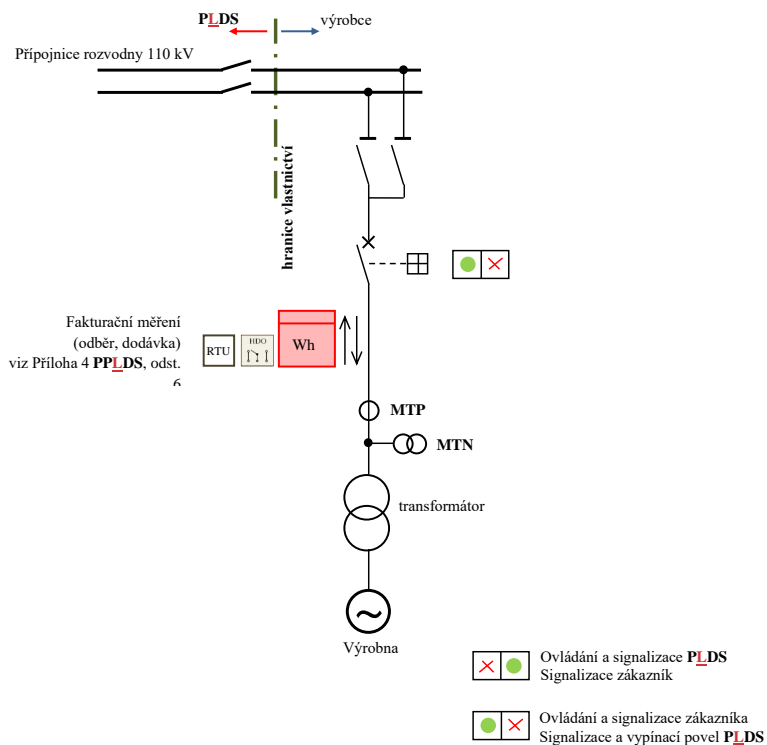 PLDS
výrobce
Přípojnice rozvodny 110 kV
hranice vlastnictví
Fakturační měření
(odběr, dodávka)
viz Příloha 4 PPLDS, odst.
6
RTU
HDO
Wh
MTP
MTN
transformátor
Výrobna
Ovládání a signalizace PLDS
Signalizace zákazník
Ovládání a signalizace zákazníka
Signalizace a vypínací povel PLDS